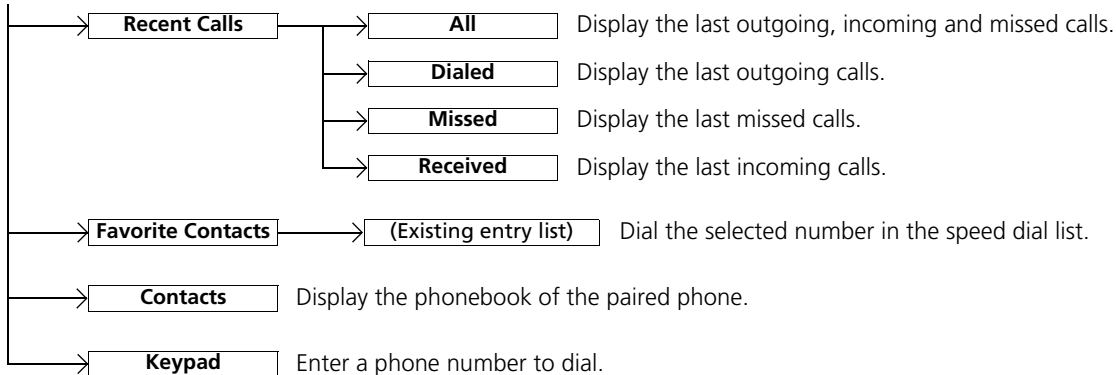 Recent Calls All Display the last outgoing, incoming and missed calls.
Dialed Display the last outgoing calls.
Missed Display the last missed calls.
Received Display the last incoming calls.
Favorite Contacts (Existing entry list) Dial the selected number in the speed dial list.
Contacts Display the phonebook of the paired phone.
Keypad Enter a phone number to dial.